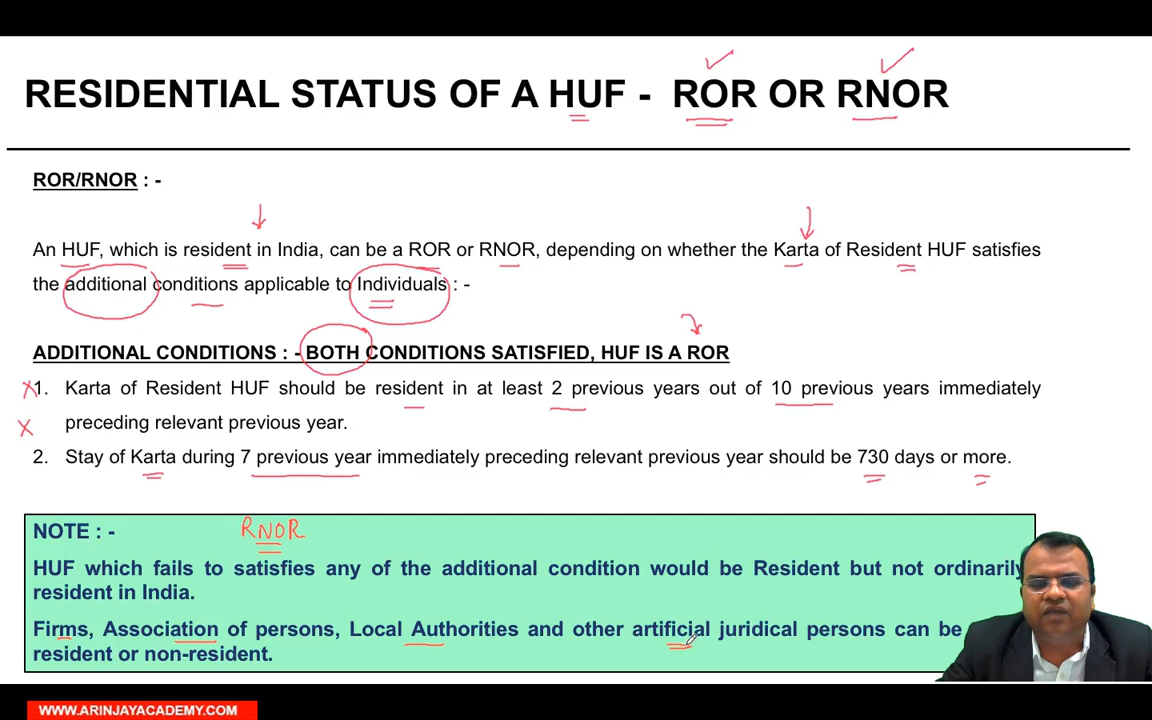 RESIDENTIAL STATUS OF A HUF - ROR OR RNOR
ROR/RNOR : -
An HUF, which is resident in India, can be a ROR or RNOR, depending on whether the Karta of Resident HUF satisfies
the additional conditions applicable to Individuals : -
ADDITIONAL CONDITIONS : - BOTH CONDITIONS SATISFIED, HUF IS A ROR
1. Karta of Resident HUF should be resident in at least 2 previous years out of 10 previous years immediately
preceding relevant previous year.
2. Stay of Karta during 7 previous year immediately preceding relevant previous year should be 730 days or more.
NOTE : - RNOR
HUF which fails to satisfies any of the additional condition would be Resident but not ordinarily
resident in India.
Firms, Association of persons, Local Authorities and other artificial juridical persons can be
resident or non-resident.
WWW.ARINJAYACADEMY.COM